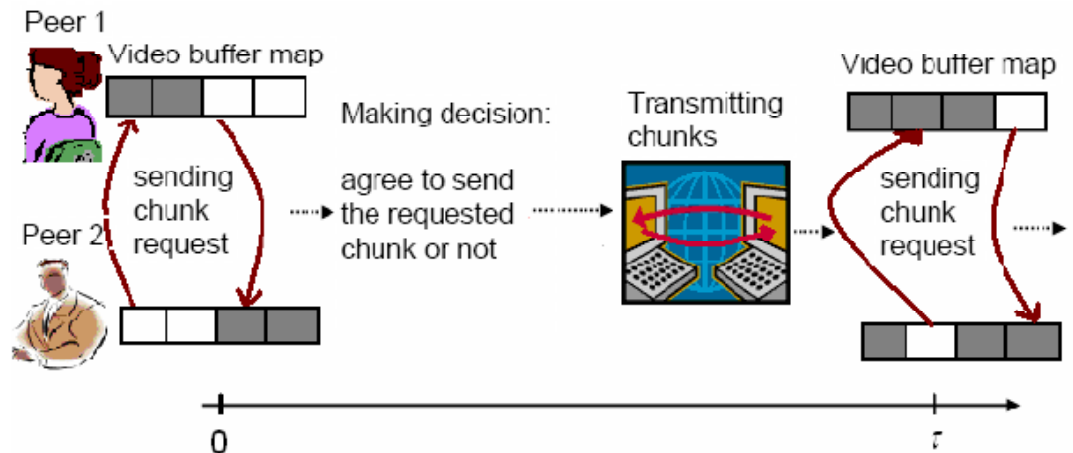 Peer 1
Video buffer map
sending
chunk
request
Peer 2
Making decision:
agree to send
the requested
chunk or not
Transmitting
chunks
Video buffer map
sending
chunk
request
0
τ